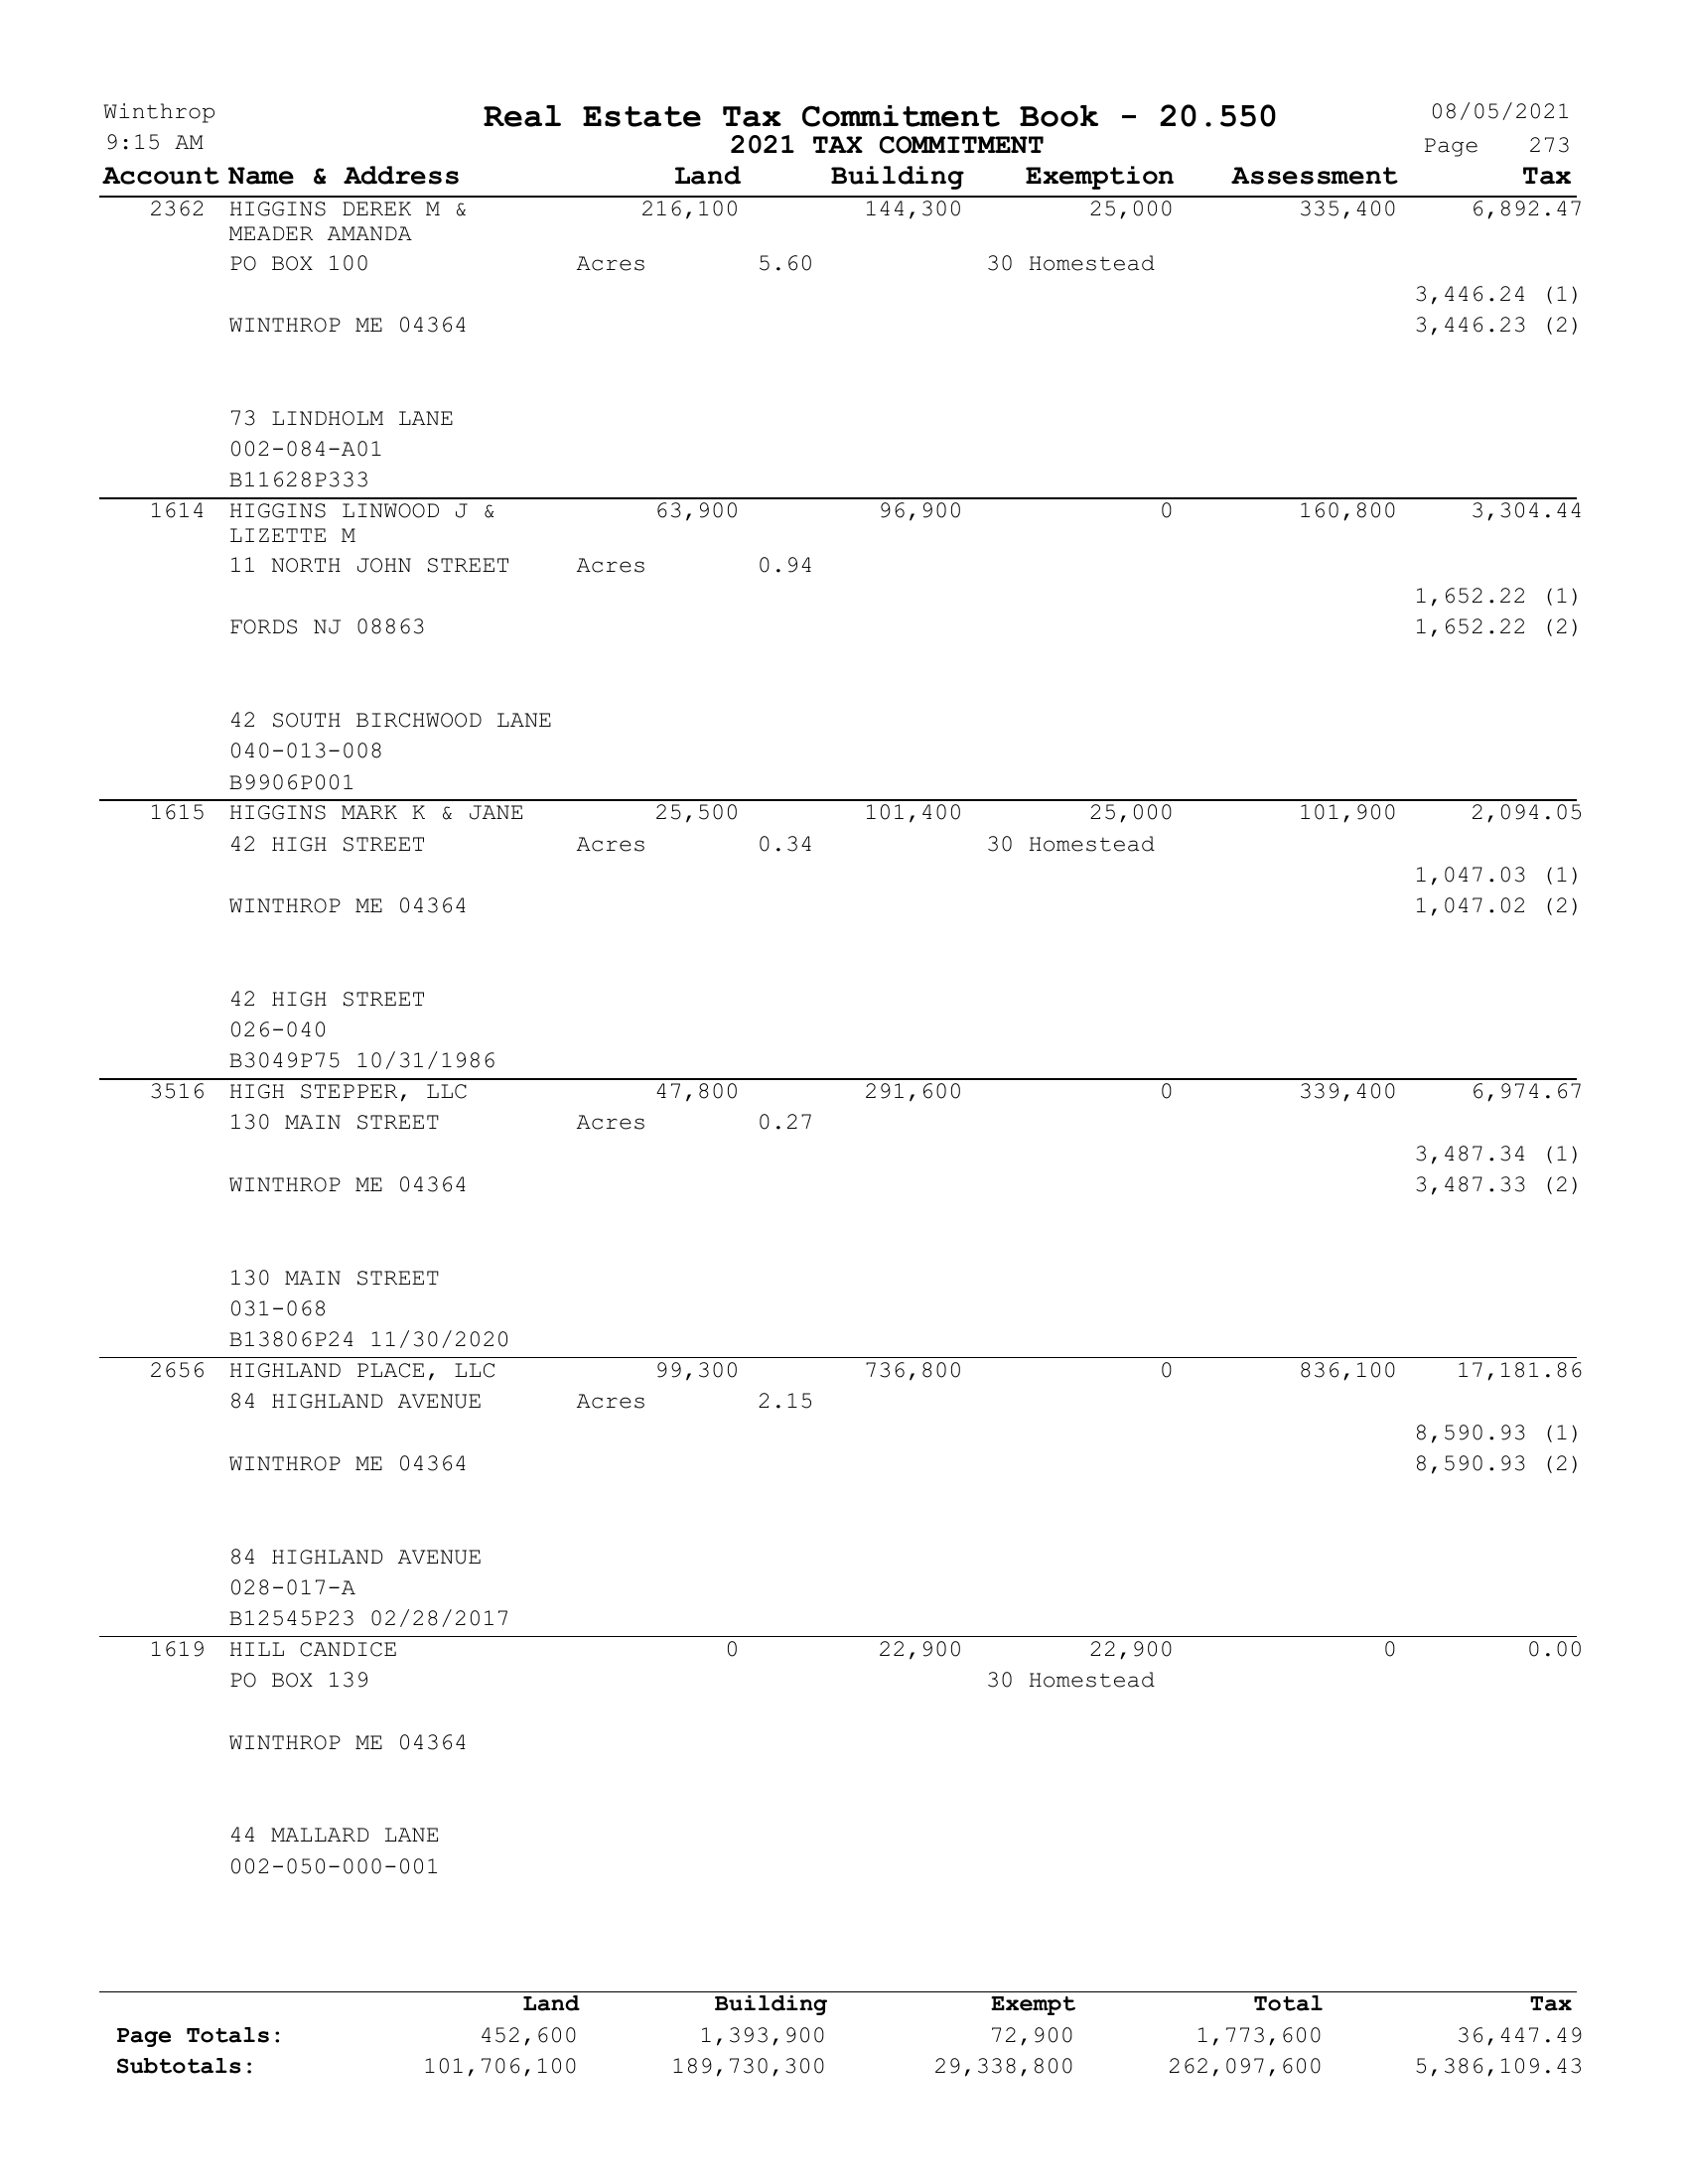 Winthrop Real Estate Tax Commitment Book - 20.550 08/05/2021
9:15 AM 2021 TAX COMMITMENT Page 273
Account Name & Address Land Building Exemption Assessment Tax
2362 HIGGINS DEREK M & 216,100 144,300 25,000 335,400 6,892.47
MEADER AMANDA
PO BOX 100 Acres 5.60 30 Homestead
3,446.24 (1)
WINTHROP ME 04364 3,446.23 (2)
73 LINDHOLM LANE
002-084-A01
B11628P333
1614 HIGGINS LINWOOD J & 63,900 96,900 0 160,800 3,304.44
LIZETTE M
11 NORTH JOHN STREET Acres 0.94
1,652.22 (1)
FORDS NJ 08863 1,652.22 (2)
42 SOUTH BIRCHWOOD LANE
040-013-008
B9906P001
1615 HIGGINS MARK K & JANE 25,500 101,400 25,000 101,900 2,094.05
42 HIGH STREET Acres 0.34 30 Homestead
1,047.03 (1)
WINTHROP ME 04364 1,047.02 (2)
42 HIGH STREET
026-040
B3049P75 10/31/1986
3516 HIGH STEPPER, LLC 47,800 291,600 0 339,400 6,974.67
130 MAIN STREET Acres 0.27
3,487.34 (1)
WINTHROP ME 04364 3,487.33 (2)
130 MAIN STREET
031-068
B13806P24 11/30/2020
2656 HIGHLAND PLACE, LLC 99,300 736,800 0 836,100 17,181.86
84 HIGHLAND AVENUE Acres 2.15
8,590.93 (1)
WINTHROP ME 04364 8,590.93 (2)
84 HIGHLAND AVENUE
028-017-A
B12545P23 02/28/2017
1619 HILL CANDICE 0 22,900 22,900 0 0.00
PO BOX 139 30 Homestead
WINTHROP ME 04364
44 MALLARD LANE
002-050-000-001
Land Building Exempt Total Tax
Page Totals: 452,600 1,393,900 72,900 1,773,600 36,447.49
Subtotals: 101,706,100 189,730,300 29,338,800 262,097,600 5,386,109.43